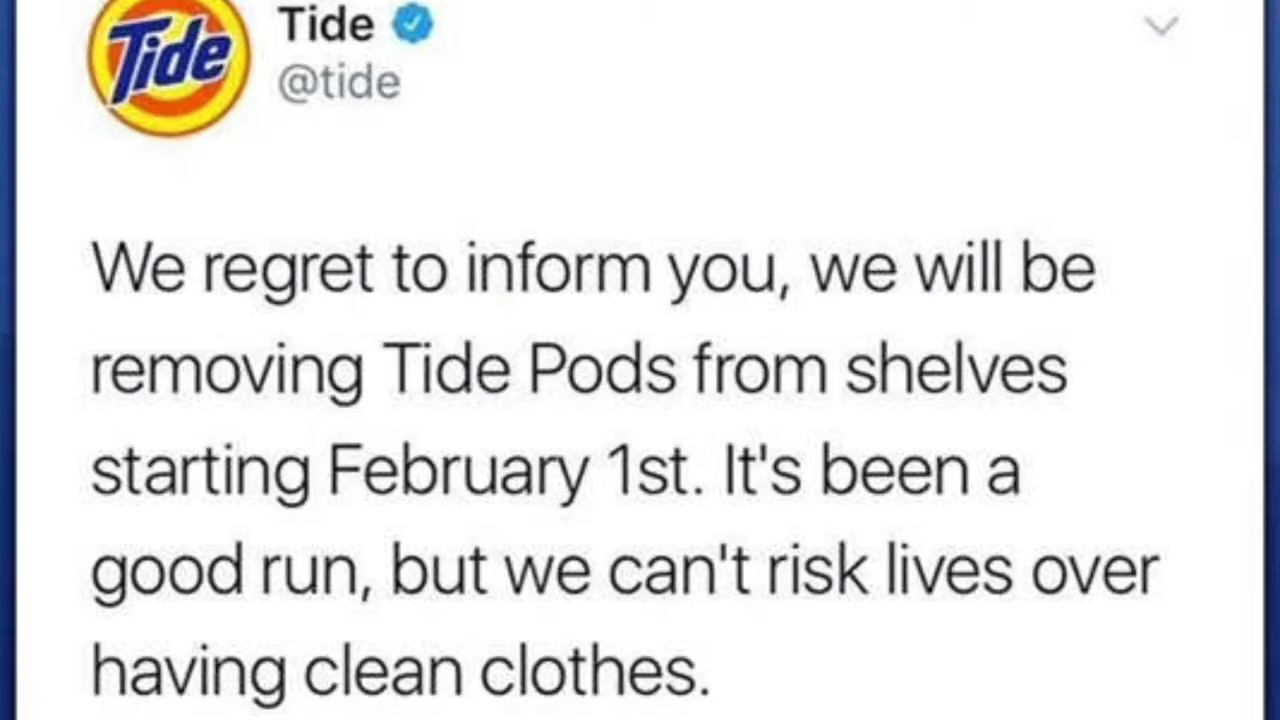 Tide
Tide
@tide
We regret to inform you, we will be
removing Tide Pods from shelves
starting February 1st. It's been a
good run, but we can't risk lives over
having clean clothes.